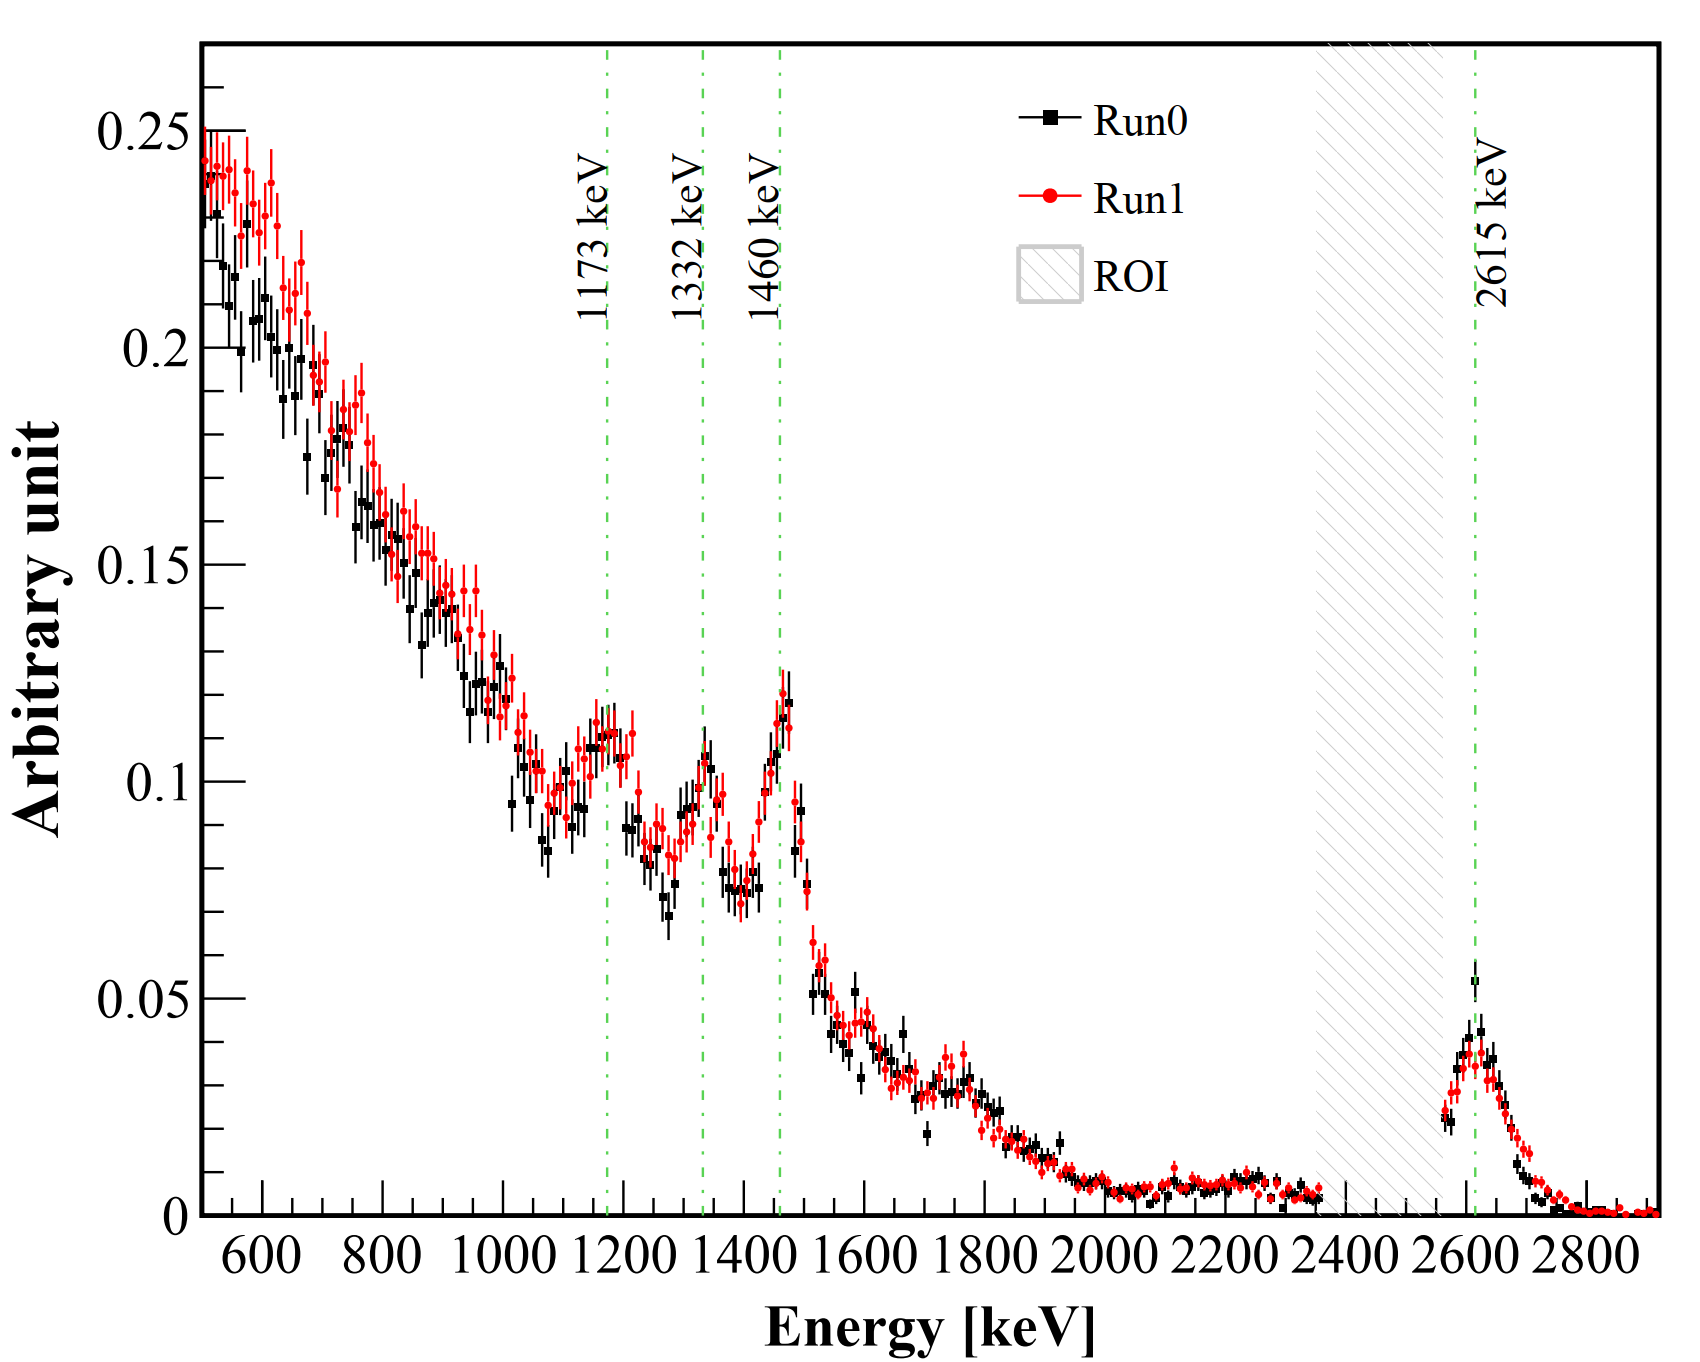 Run0
Run1
ROI
1173 keV
1332 keV
1460 keV
2615 keV
0.25
0.2
0.15
0.1
0.05
0
600
800
1000
1200
1400
1600
1800
2000
2200
2400
2600
2800
Arbitrary unit
Energy [keV]